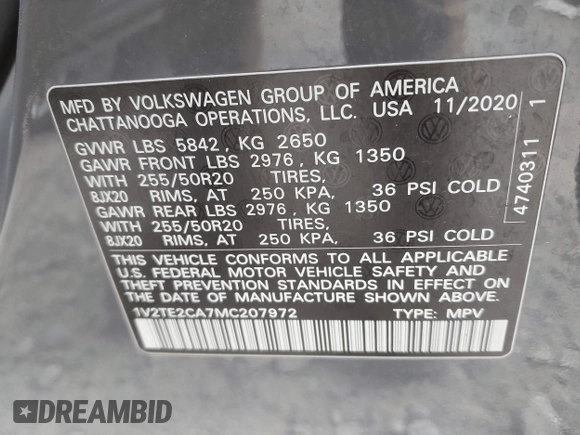 MFD BY VOLKSWAGEN GROUP OF AMERICA
CHATTANOOGA OPERATIONS, LLC. USA 11/2020
GVWR LBS 5842 , KG 2650
GAWR FRONT LBS 2976 , KG 1350
WITH 255/50R20 TIRES,
8JX20 RIMS, AT 250 KPA, 36 PSI COLD
GAWR REAR LBS 2976 , KG 1350
WITH 255/50R20 TIRES,
8JX20 RIMS, AT 250 KPA, 36 PSI COLD
THIS VEHICLE CONFORMS TO ALL APPLICABLE
U.S. FEDERAL MOTOR VEHICLE SAFETY AND
THEFT PREVENTION STANDARDS IN EFFECT ON
THE DATE OF MANUFACTURE SHOWN ABOVE.
1V2TE2CA7MC207972 TYPE: MPV
4740311 1
DREAMBID